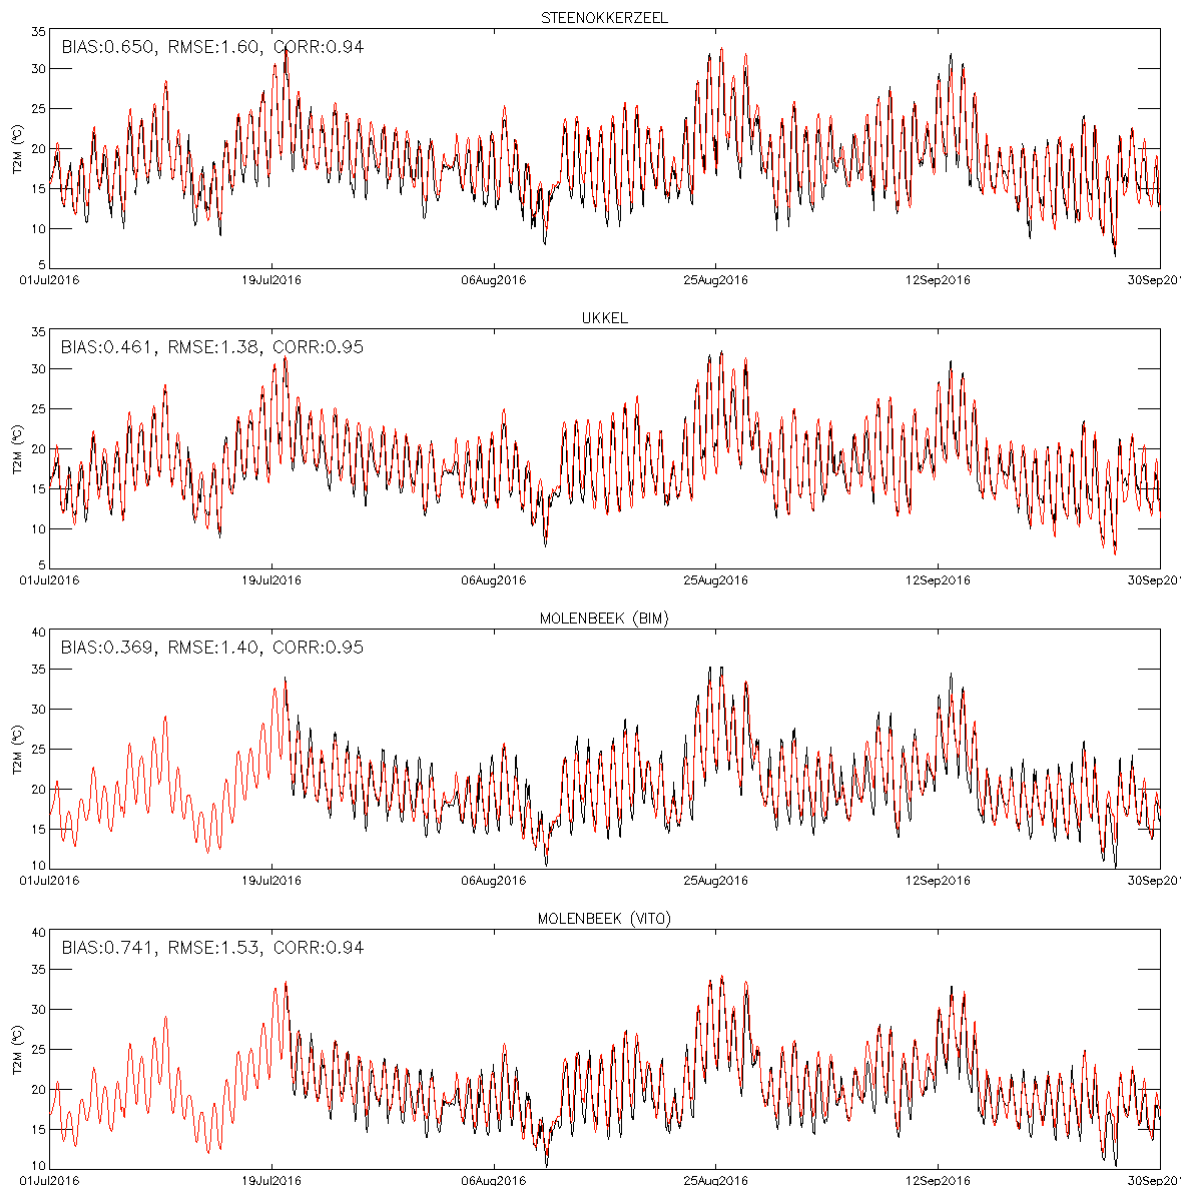 STEENOKKERZEEL
BIAS:0.650, RMSE:1.60, CORR:0.94
35
30
25
20
15
10
5
T2M (°C)
01Jul2016 19Jul2016 06Aug2016 25Aug2016 12Sep2016 30Sep201
UKKEL
BIAS:0.461, RMSE:1.38, CORR:0.95
35
30
25
20
15
10
5
T2M (°C)
01Jul2016 19Jul2016 06Aug2016 25Aug2016 12Sep2016 30Sep201
MOLENBEEK (BIM)
BIAS:0.369, RMSE:1.40, CORR:0.95
40
35
30
25
20
15
10
T2M (°C)
01Jul2016 19Jul2016 06Aug2016 25Aug2016 12Sep2016 30Sep201
MOLENBEEK (VITO)
BIAS:0.741, RMSE:1.53, CORR:0.94
40
35
30
25
20
15
10
T2M (°C)
01Jul2016 19Jul2016 06Aug2016 25Aug2016 12Sep2016 30Sep201